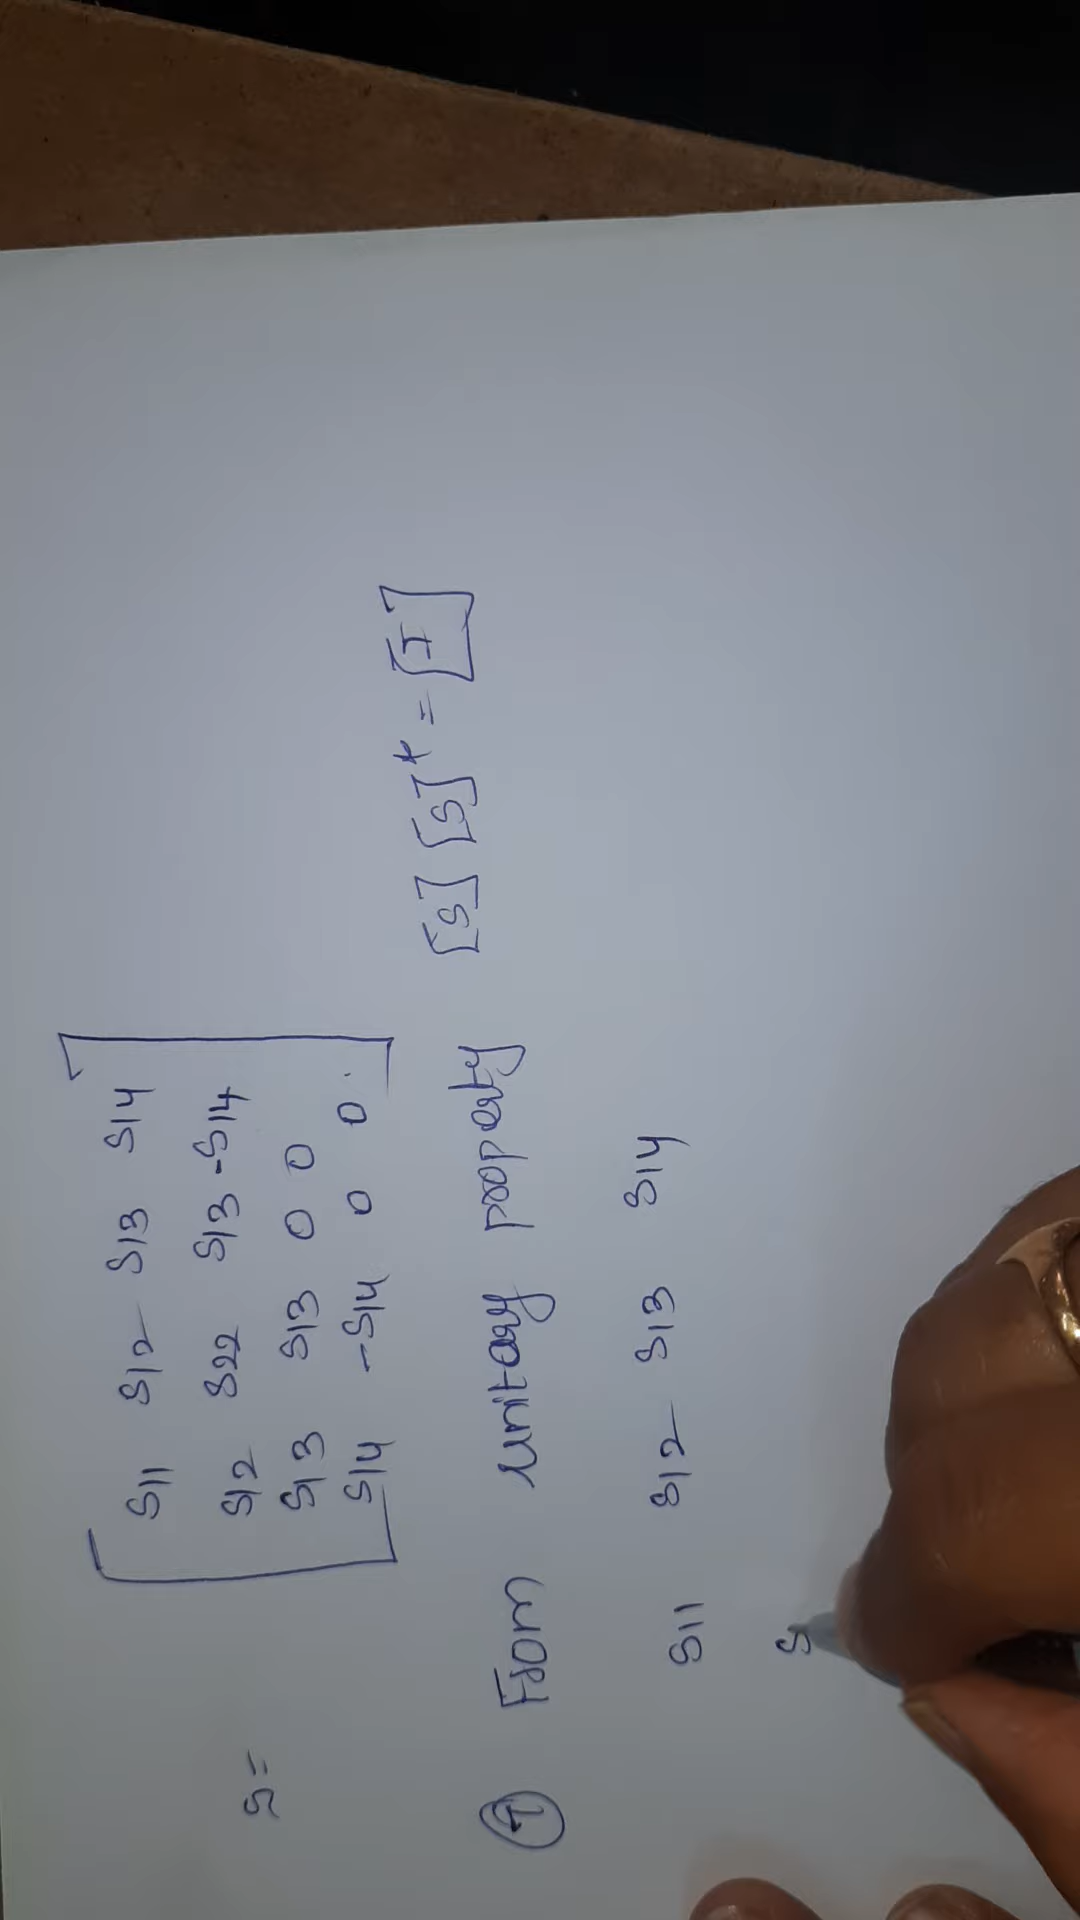 S11 S12 S13 S14
S12 S22 S13 -S14
S= S13 S13 0 0
S14 -S14 0 0
7 From unitary property [S] [S]* = [I]
S11 S12 S13 S14
S